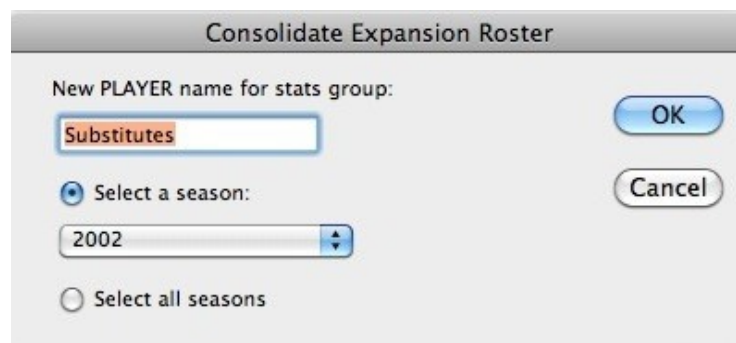 Consolidate Expansion Roster
New PLAYER name for stats group:
Substitutes
OK
Select a season:
Cancel
2002
Select all seasons